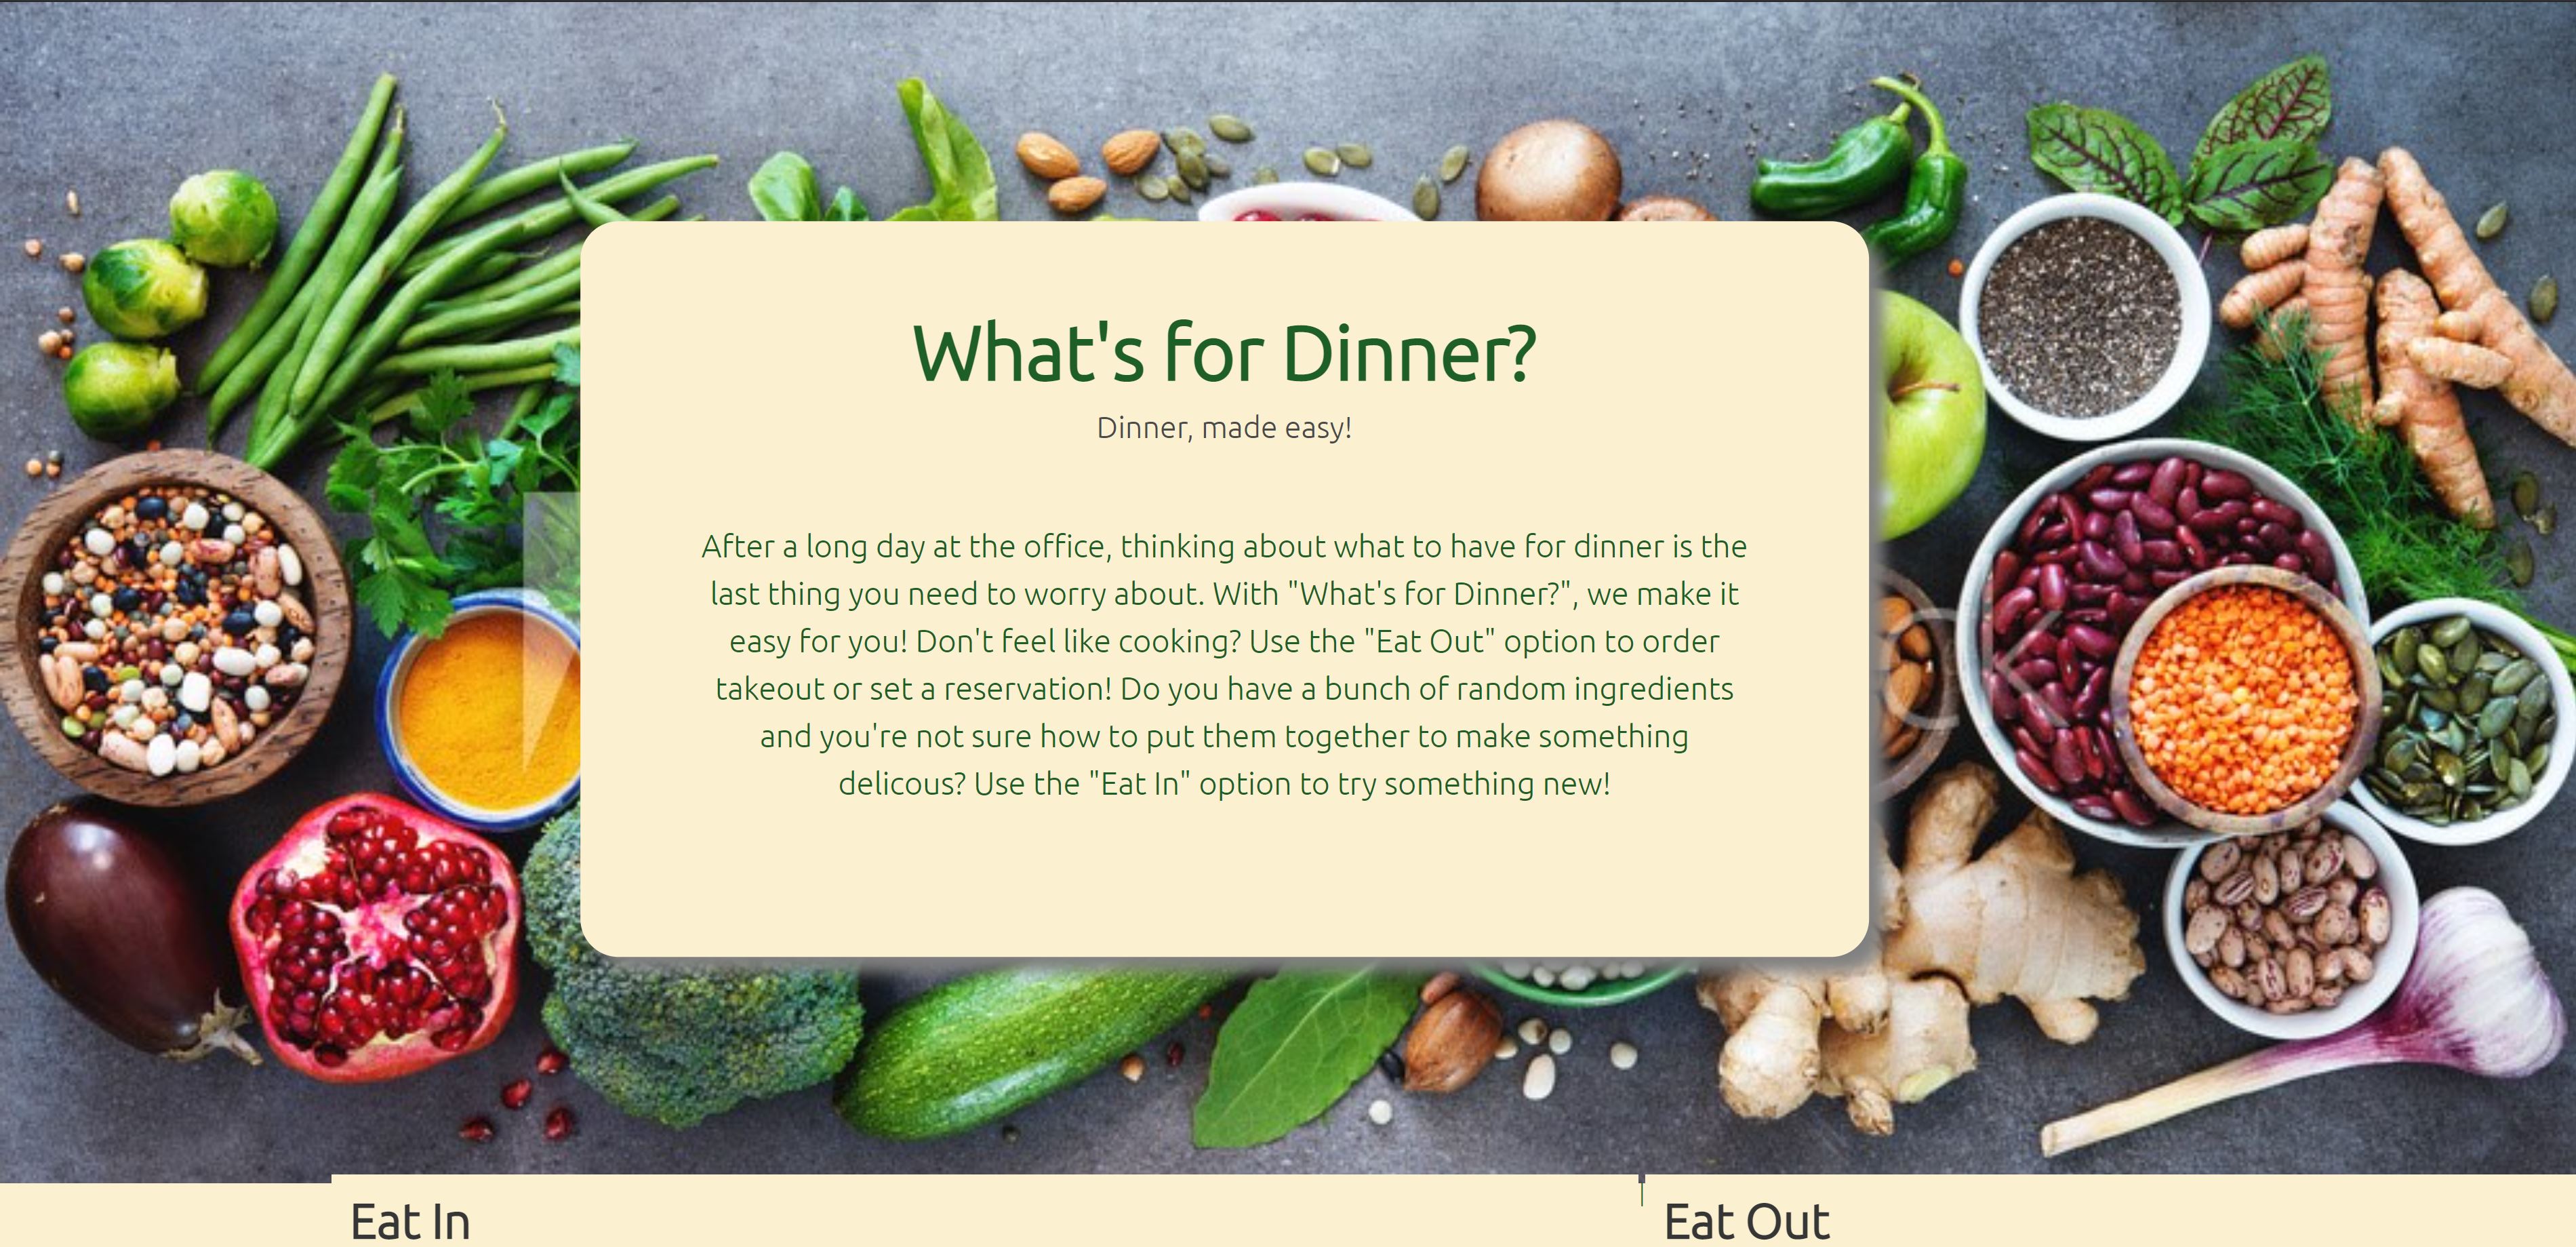 What's for Dinner?
Dinner, made easy!
After a long day at the office, thinking about what to have for dinner is the
last thing you need to worry about. With "What's for Dinner?", we make it
easy for you! Don't feel like cooking? Use the "Eat Out" option to order
takeout or set a reservation! Do you have a bunch of random ingredients
and you're not sure how to put them together to make something
delicous? Use the "Eat In" option to try something new!
Eat In
Eat Out